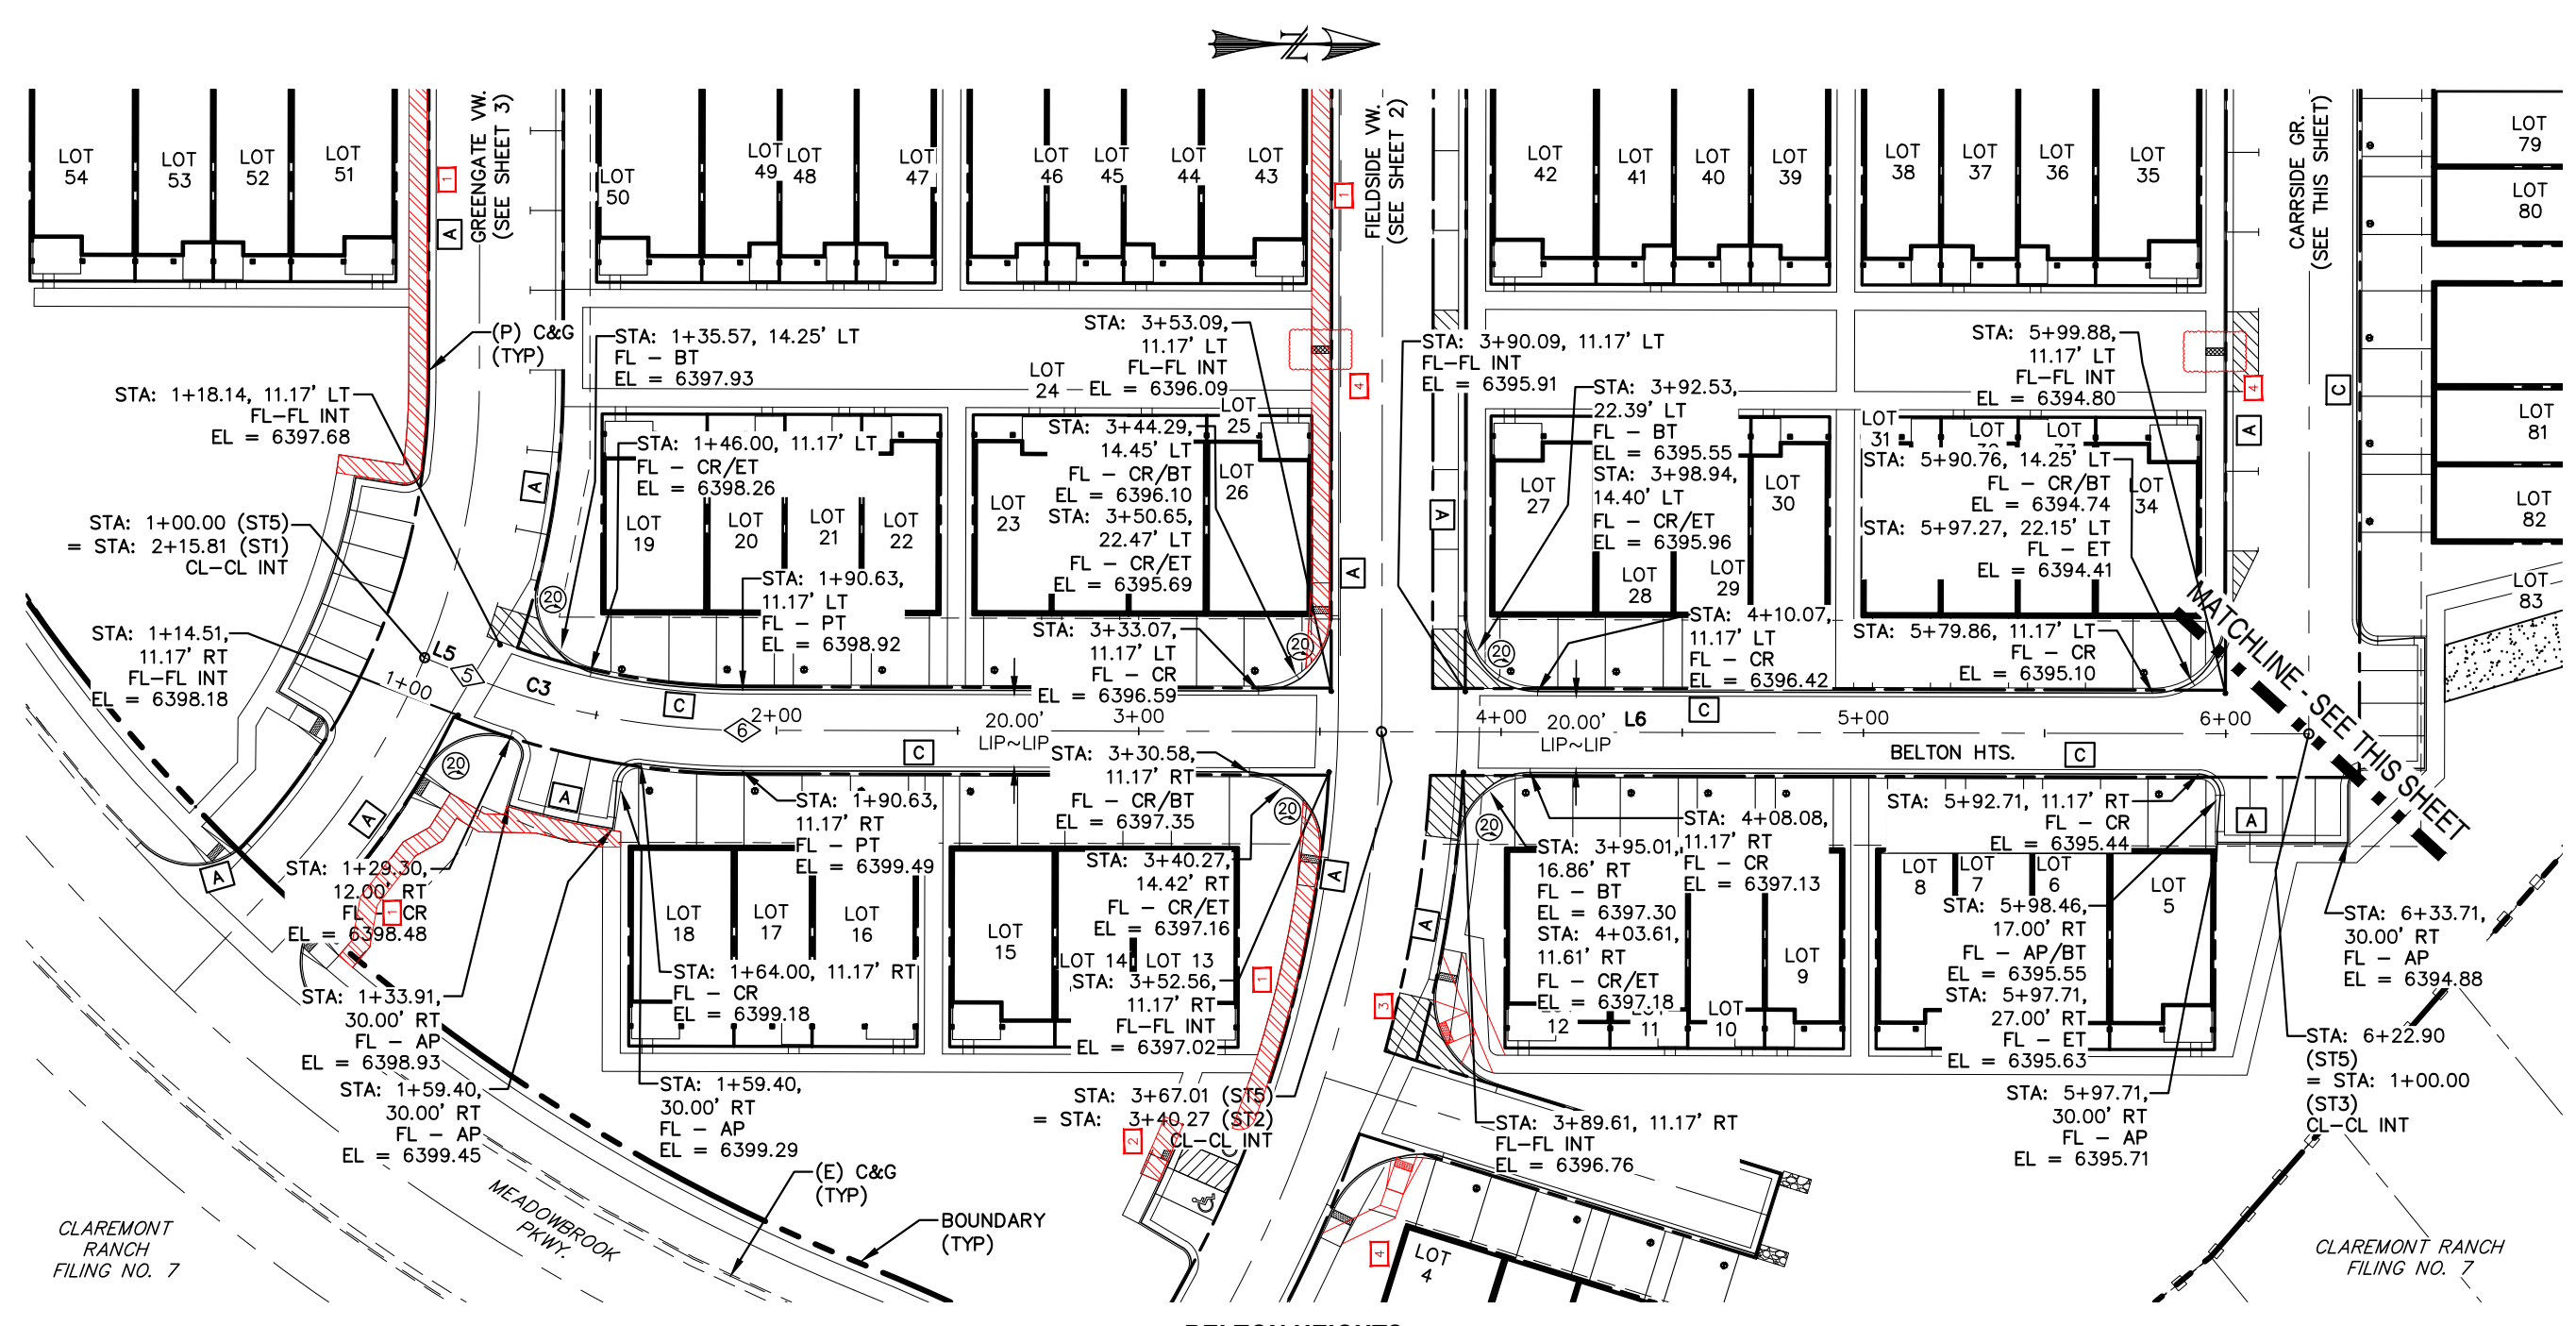 N
LOT
54
LOT
53
LOT
52
LOT
51
1
A
GREENGATE VW.
(SEE SHEET 3)
LOT
50
LOT
49
LOT
48
LOT
47
LOT
46
LOT
45
LOT
44
LOT
43
1
FIELDSIDE VW.
(SEE SHEET 2)
LOT
42
LOT
41
LOT
40
LOT
39
LOT
38
LOT
37
LOT
36
LOT
35
CARRSIDE GR.
(SEE THIS SHEET)
LOT
79
LOT
80
(P) C&G
(TYP)
STA: 1+35.57, 14.25' LT
FL - BT
EL = 6397.93
STA: 3+53.09,
11.17' LT
FL-FL INT
EL = 6396.09
LOT
24
4
STA: 3+90.09, 11.17' LT
FL-FL INT
EL = 6395.91
STA: 5+99.88,
11.17' LT
FL-FL INT
EL = 6394.80
4
A
C
STA: 1+18.14, 11.17' LT
FL-FL INT
EL = 6397.68
STA: 1+46.00, 11.17' LT
FL - CR/ET
EL = 6398.26
LOT
25
STA: 3+44.29,
14.45' LT
FL - CR/BT
EL = 6396.10
STA: 3+50.65,
22.47' LT
FL - CR/ET
EL = 6395.69
LOT
26
STA: 3+92.53,
22.39' LT
FL - BT
EL = 6395.55
STA: 3+98.94,
14.40' LT
FL - CR/ET
EL = 6395.96
LOT
27
LOT
28
LOT
29
LOT
30
LOT
31
LOT
LOT
STA: 5+90.76, 14.25' LT
FL - CR/BT
EL = 6394.74
STA: 5+97.27, 22.15' LT
FL - ET
EL = 6394.41
LOT
34
LOT
81
LOT
82
LOT
83
A
A
A
LOT
19
LOT
20
LOT
21
LOT
22
LOT
23
STA: 1+00.00 (ST5)
= STA: 2+15.81 (ST1)
CL-CL INT
STA: 1+90.63,
11.17' LT
FL - PT
EL = 6398.92
STA: 3+33.07,
11.17' LT
FL - CR
EL = 6396.59
STA: 4+10.07,
11.17' LT
FL - CR
EL = 6396.42
STA: 5+79.86, 11.17' LT
FL - CR
EL = 6395.10
STA: 1+14.51,
11.17' RT
FL-FL INT
EL = 6398.18
20
20
20
MATCHLINE - SEE THIS SHEET
L5
5
C3
C
6
1+00
2+00
20.00'
LIP~LIP
3+00
4+00
20.00'
LIP~LIP
L6
C
5+00
6+00
C
BELTON HTS.
C
20
A
A
A
STA: 1+90.63,
11.17' RT
FL - PT
EL = 6399.49
STA: 3+30.58,
11.17' RT
FL - CR/BT
EL = 6397.35
20
A
20
STA: 4+08.08,
11.17' RT
FL - CR
EL = 6397.13
STA: 5+92.71, 11.17' RT
FL - CR
EL = 6395.44
A
STA: 1+29.30,
12.00' RT
FL - CR
EL = 6398.48
1
STA: 3+40.27,
14.42' RT
FL - CR/ET
EL = 6397.16
STA: 3+95.01,
16.86' RT
FL - BT
EL = 6397.30
STA: 4+03.61,
11.61' RT
FL - CR/ET
EL = 6397.18
LOT
8
LOT
7
LOT
6
LOT
5
STA: 5+98.46,
17.00' RT
FL - AP/BT
EL = 6395.55
STA: 5+97.71,
27.00' RT
FL - ET
EL = 6395.63
STA: 6+33.71,
30.00' RT
FL - AP
EL = 6394.88
LOT
18
LOT
17
LOT
16
LOT
15
LOT 14
LOT 13
A
1
3
LOT
9
LOT
10
11
12
STA: 1+64.00, 11.17' RT
FL - CR
EL = 6399.18
STA: 3+52.56,
11.17' RT
FL-FL INT
EL = 6397.02
STA: 1+33.91,
30.00' RT
FL - AP
EL = 6398.93
STA: 1+59.40,
30.00' RT
FL - AP
EL = 6399.45
STA: 1+59.40,
30.00' RT
FL - AP
EL = 6399.29
STA: 3+67.01 (ST5)
= STA: 3+40.27 (ST2)
CL-CL INT
2
STA: 3+89.61, 11.17' RT
FL-FL INT
EL = 6396.76
STA: 5+97.71,
30.00' RT
FL - AP
EL = 6395.71
STA: 6+22.90
(ST5)
= STA: 1+00.00
(ST3)
CL-CL INT
(E) C&G
(TYP)
BOUNDARY
(TYP)
MEADOWBROOK
PKWY.
CLAREMONT
RANCH
FILING NO. 7
4
LOT
4
CLAREMONT RANCH
FILING NO. 7